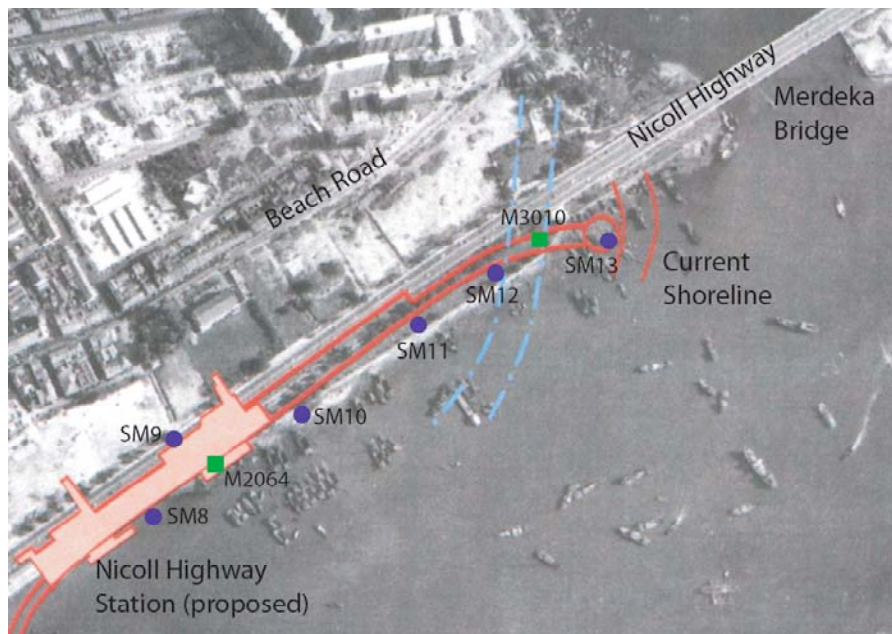 Nicoll Highway
Merdeka
Bridge
Beach Road
M3010
SM13
Current
Shoreline
SM12
SM11
SM10
SM9
M2064
SM8
Nicoll Highway
Station (proposed)